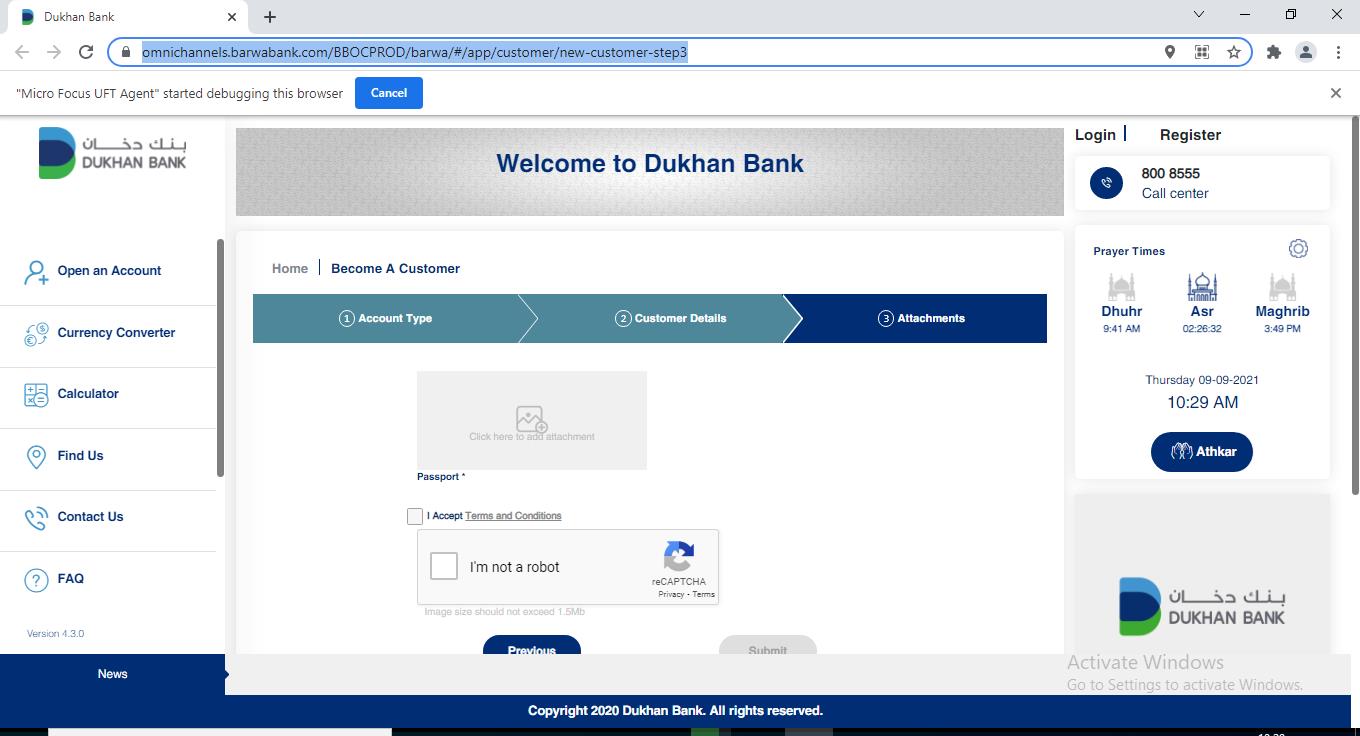 Dukhan Bank
omnichannels.barwabank.com/BBOCPROD/barwa/#/app/customer/new-customer-step3
"Micro Focus UFT Agent" started debugging this browser
Cancel
بنك دخان
DUKHAN BANK
Welcome to Dukhan Bank
Login
Register
800 8555
Call center
Open an Account
Currency Converter
Calculator
Find Us
Contact Us
FAQ
Version 4.3.0
News
Home
Become A Customer
1 Account Type
2 Customer Details
3 Attachments
Click here to add attachment
Passport *
I Accept Terms and Conditions
I'm not a robot
reCAPTCHA
Privacy - Terms
Image size should not exceed 1.5Mb
Previous
Submit
Prayer Times
Dhuhr
9:41 AM
Asr
02:26:32
Maghrib
3:49 PM
Thursday 09-09-2021
10:29 AM
Athkar
بنك دخان
DUKHAN BANK
Activate Windows
Go to Settings to activate Windows.
Copyright 2020 Dukhan Bank. All rights reserved.